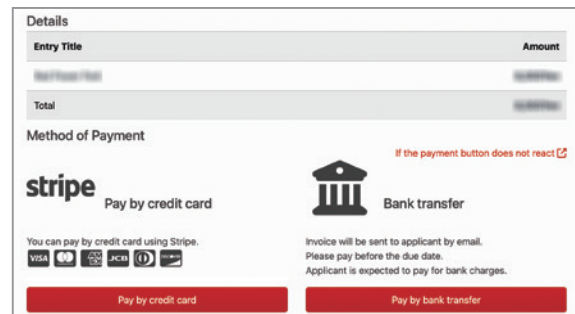 Details
Entry Title Amount
Total
Method of Payment
If the payment button does not react
stripe
Pay by credit card
Bank transfer
You can pay by credit card using Stripe.
VISA AM EX JCB DISCOVER
Invoice will be sent to applicant by email.
Please pay before the due date.
Applicant is expected to pay for bank charges.
Pay by credit card
Pay by bank transfer